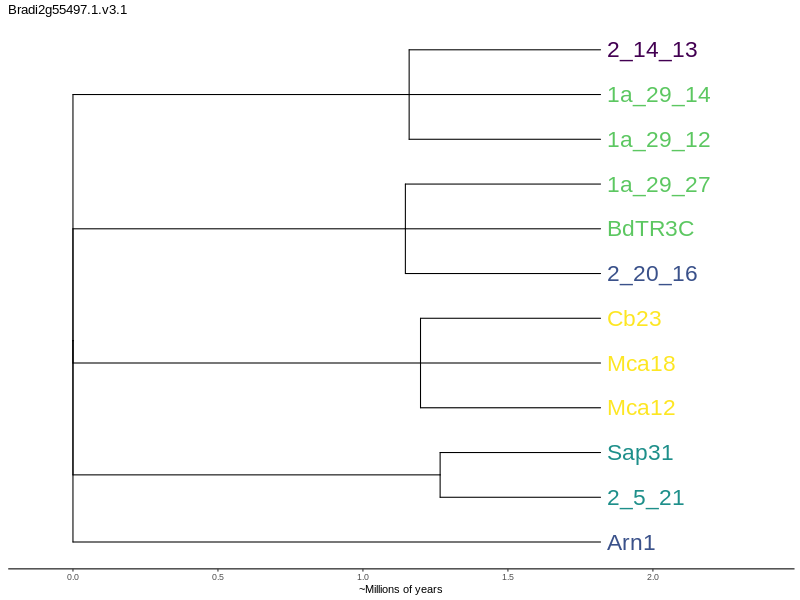 Bradi2g55497.1.v3.1
2_14_13
1a_29_14
1a_29_12
1a_29_27
BdTR3C
2_20_16
Cb23
Mca18
Mca12
Sap31
2_5_21
Arn1
0.0 0.5 1.0 1.5 2.0
~Millions of years